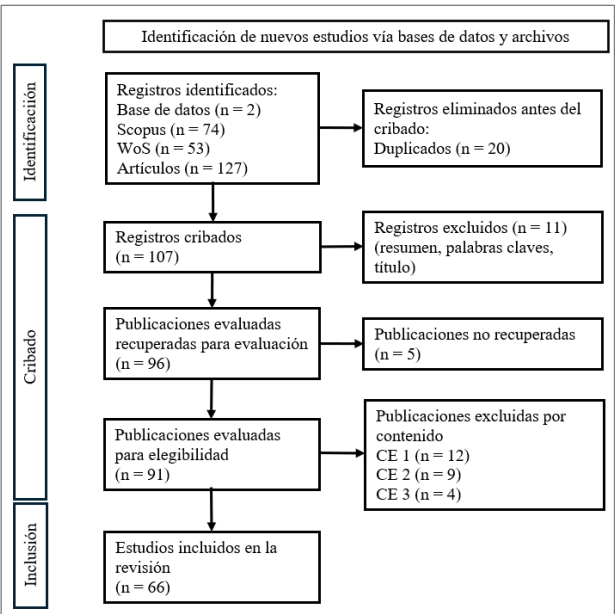 Identificación de nuevos estudios vía bases de datos y archivos
Identificaciión
Registros identificados:
Base de datos (n = 2)
Scopus (n = 74)
WoS (n = 53)
Artículos (n = 127)
Registros eliminados antes del
cribado:
Duplicados (n = 20)
Cribado
Registros cribados
(n = 107)
Registros excluidos (n = 11)
(resumen, palabras claves,
título)
Publicaciones evaluadas
recuperadas para evaluación
(n = 96)
Publicaciones no recuperadas
(n = 5)
Publicaciones evaluadas
para elegibilidad
(n = 91)
Publicaciones excluidas por
contenido
CE 1 (n = 12)
CE 2 (n = 9)
CE 3 (n = 4)
Inclusión
Estudios incluidos en la
revisión
(n = 66)